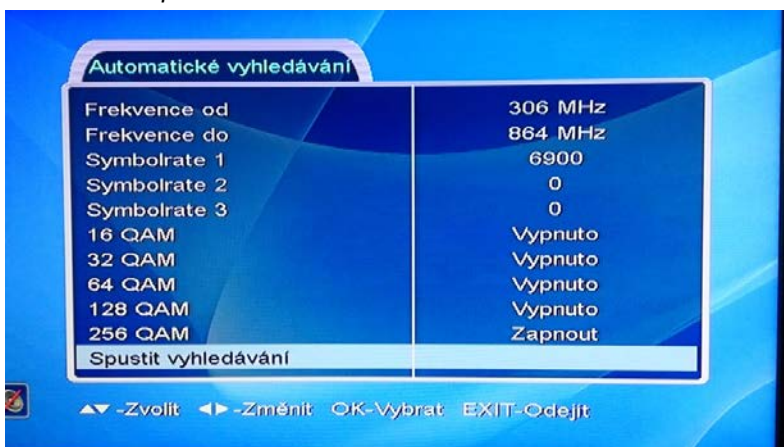 Automatické vyhledávání
Frekvence od 306 MHz
Frekvence do 864 MHz
Symbolrate 1 6900
Symbolrate 2 0
Symbolrate 3 0
16 QAM Vypnuto
32 QAM Vypnuto
64 QAM Vypnuto
128 QAM Vypnuto
256 QAM Zapnout
Spustit vyhledávání
▲▼ -Zvolit ◄► -Změnit OK-Vybrat EXIT-Odejít